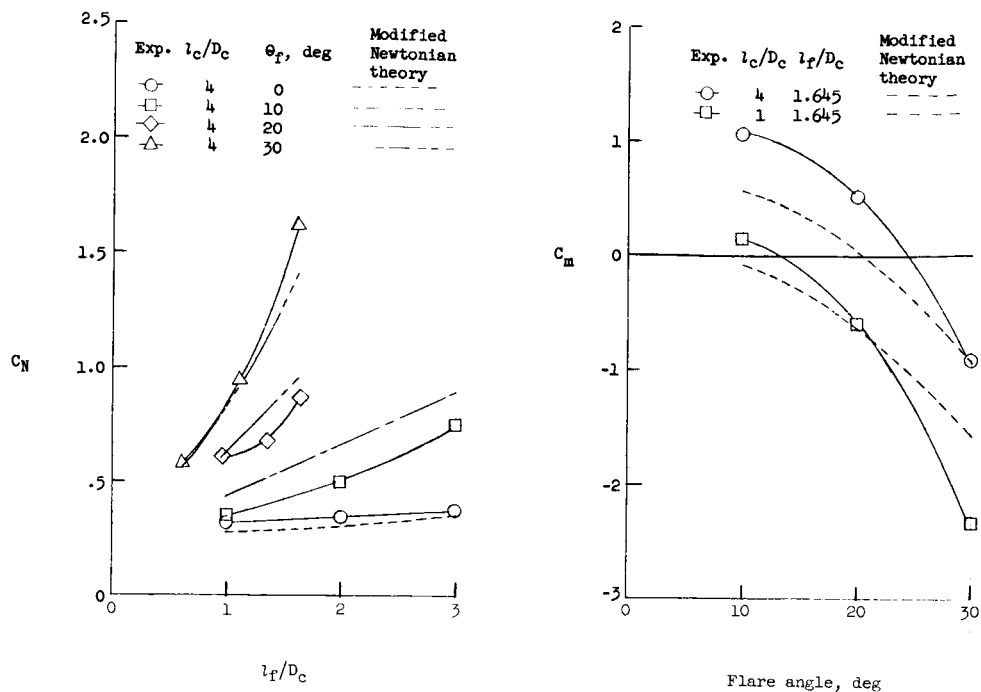 2.5
2.0
1.5
1.0
.5
0
C_N
Exp. l_c/D_c θ_f, deg Modified Newtonian theory
4 0
4 10
4 20
4 30
0 1 2 3
l_f/D_c
2
1
0
-1
-2
-3
C_m
Exp. l_c/D_c l_f/D_c Modified Newtonian theory
4 1.645
1 1.645
0 10 20 30
Flare angle, deg